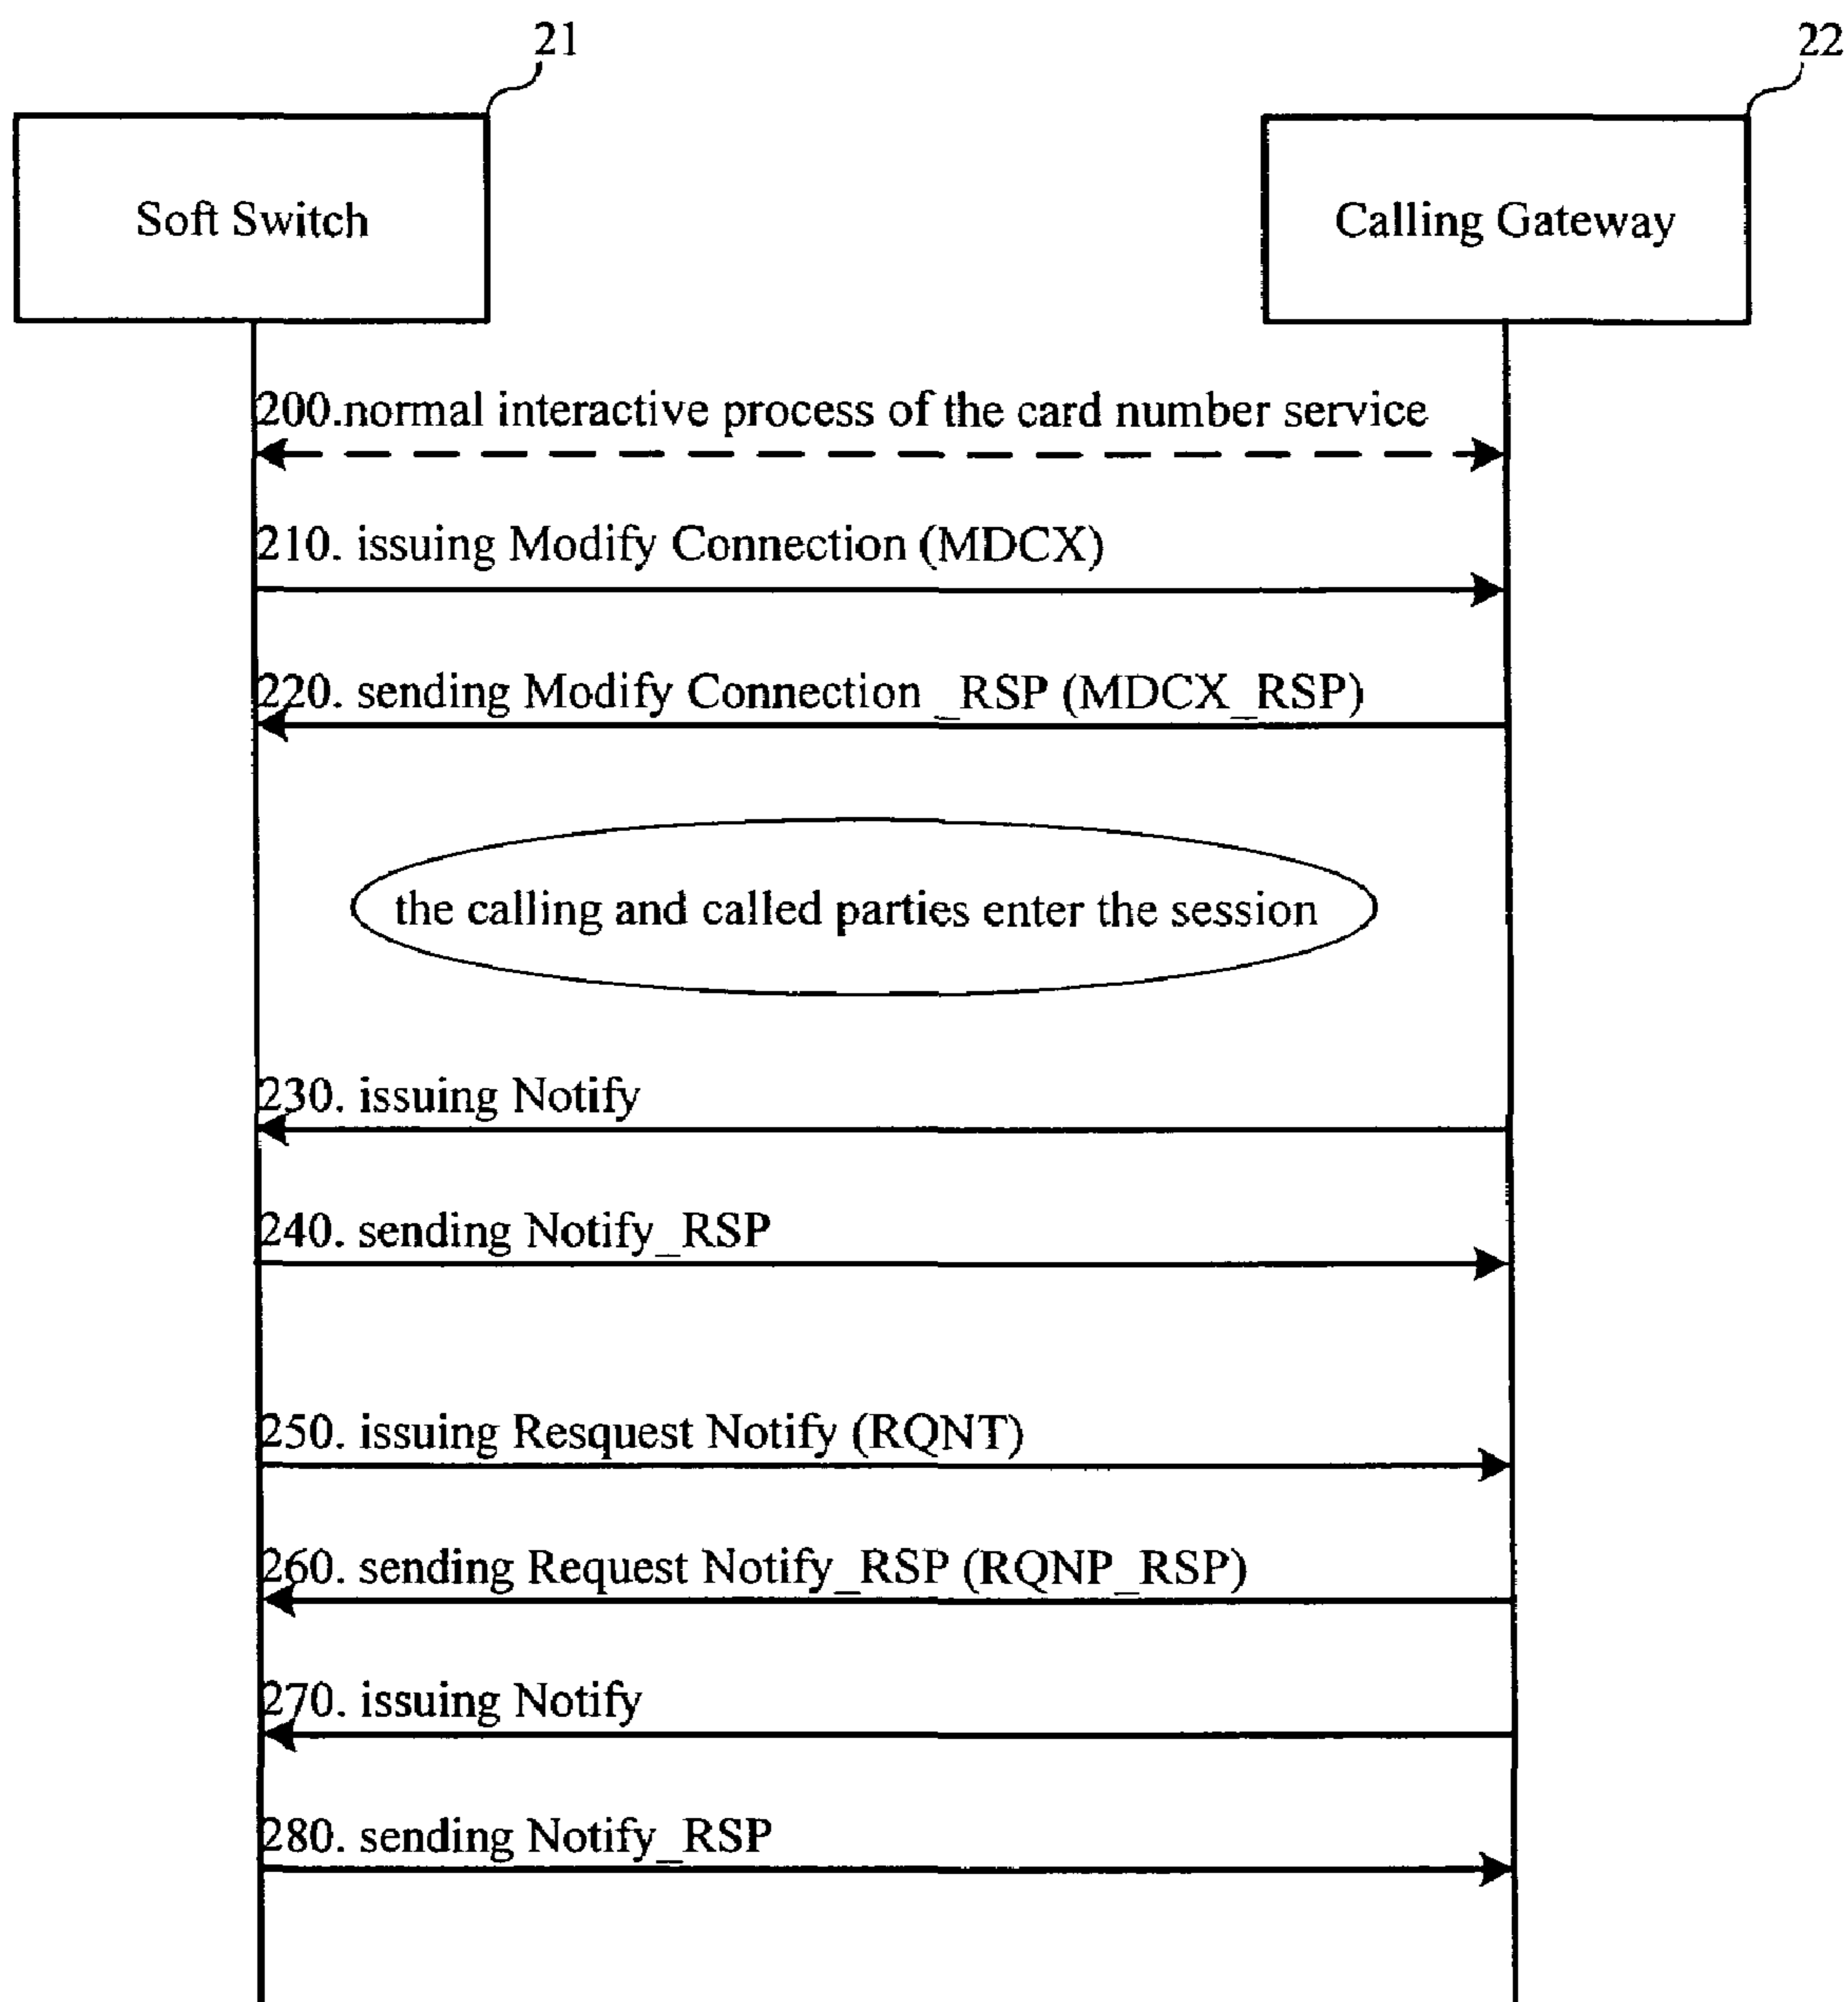 21
22
Soft Switch
Calling Gateway
200.normal interactive process of the card number service
210. issuing Modify Connection (MDCX)
220. sending Modify Connection _RSP (MDCX_RSP)
the calling and called parties enter the session
230. issuing Notify
240. sending Notify_RSP
250. issuing Resquest Notify (RQNT)
260. sending Request Notify_RSP (RQNP_RSP)
270. issuing Notify
280. sending Notify_RSP